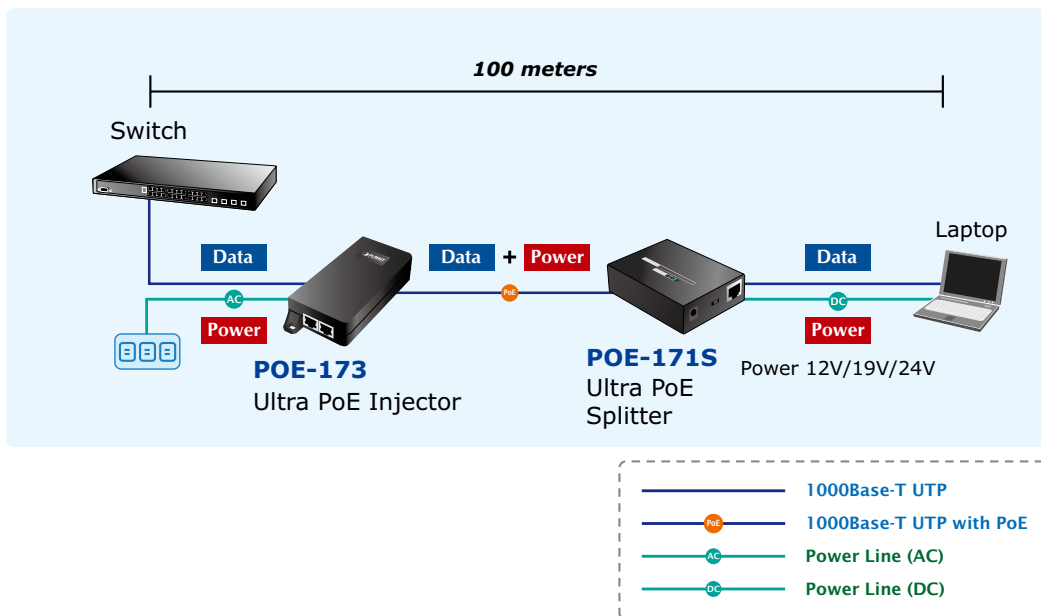 100 meters
Switch
Laptop
Data
Data + Power
Data
PoE
AC
DC
Power
Power
POE-173
Ultra PoE Injector
POE-171S
Ultra PoE
Splitter
Power 12V/19V/24V
1000Base-T UTP
PoE 1000Base-T UTP with PoE
AC Power Line (AC)
DC Power Line (DC)